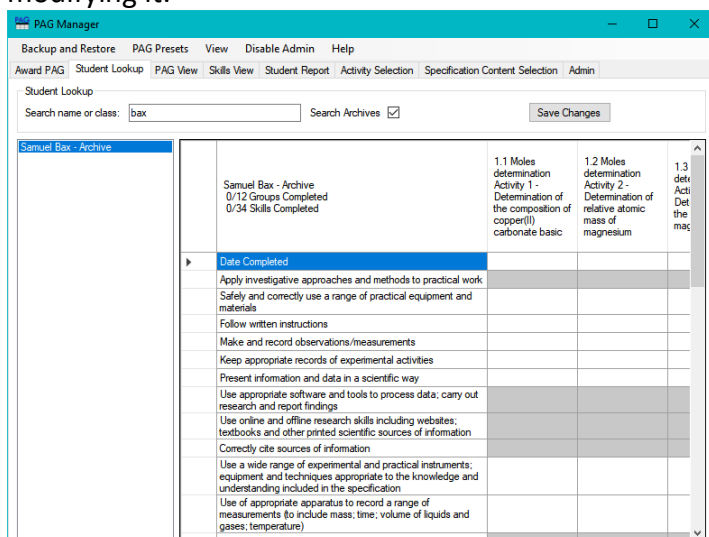 modifying it.
PAG Manager
Backup and Restore PAG Presets View Disable Admin Help
Award PAG Student Lookup PAG View Skills View Student Report Activity Selection Specification Content Selection Admin
Student Lookup
Search name or class: bax Search Archives Save Changes
Samuel Bax - Archive
Samuel Bax - Archive
0/12 Groups Completed
0/34 Skills Completed
1.1 Moles
determination
Activity 1 -
Determination of
the composition of
copper(II)
carbonate basic
1.2 Moles
determination
Activity 2 -
Determination of
relative atomic
mass of
magnesium
1.3
the
Date Completed
Apply investigative approaches and methods to practical work
Safely and correctly use a range of practical equipment and
materials
Follow written instructions
Make and record observations/measurements
Keep appropriate records of experimental activities
Present information and data in a scientific way
Use appropriate software and tools to process data; carry out
research and report findings
Use online and offline research skills including websites;
textbooks and other printed scientific sources of information
Correctly cite sources of information
Use a wide range of experimental and practical instruments;
equipment and techniques appropriate to the knowledge and
understanding included in the specification
Use of appropriate apparatus to record a range of
measurements (to include mass; time; volume of liquids and
gases; temperature)